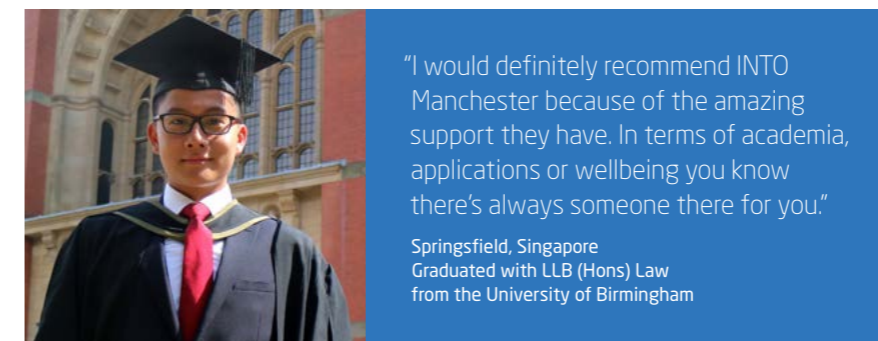 “I would definitely recommend INTO
Manchester because of the amazing
support they have. In terms of academia,
applications or wellbeing you know
there’s always someone there for you.”
Springsfield, Singapore
Graduated with LLB (Hons) Law
from the University of Birmingham